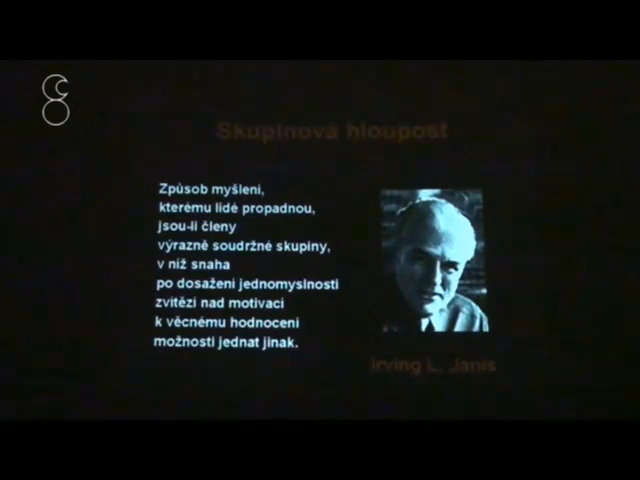 Skupinová hloupost
Způsob myšlení,
kterému lidé propadnou,
jsou-li členy
výrazně soudržné skupiny,
v níž snaha
po dosažení jednomyslnosti
zvítězí nad motivací
k věcnému hodnocení
možnosti jednat jinak.
Irving L. Janis